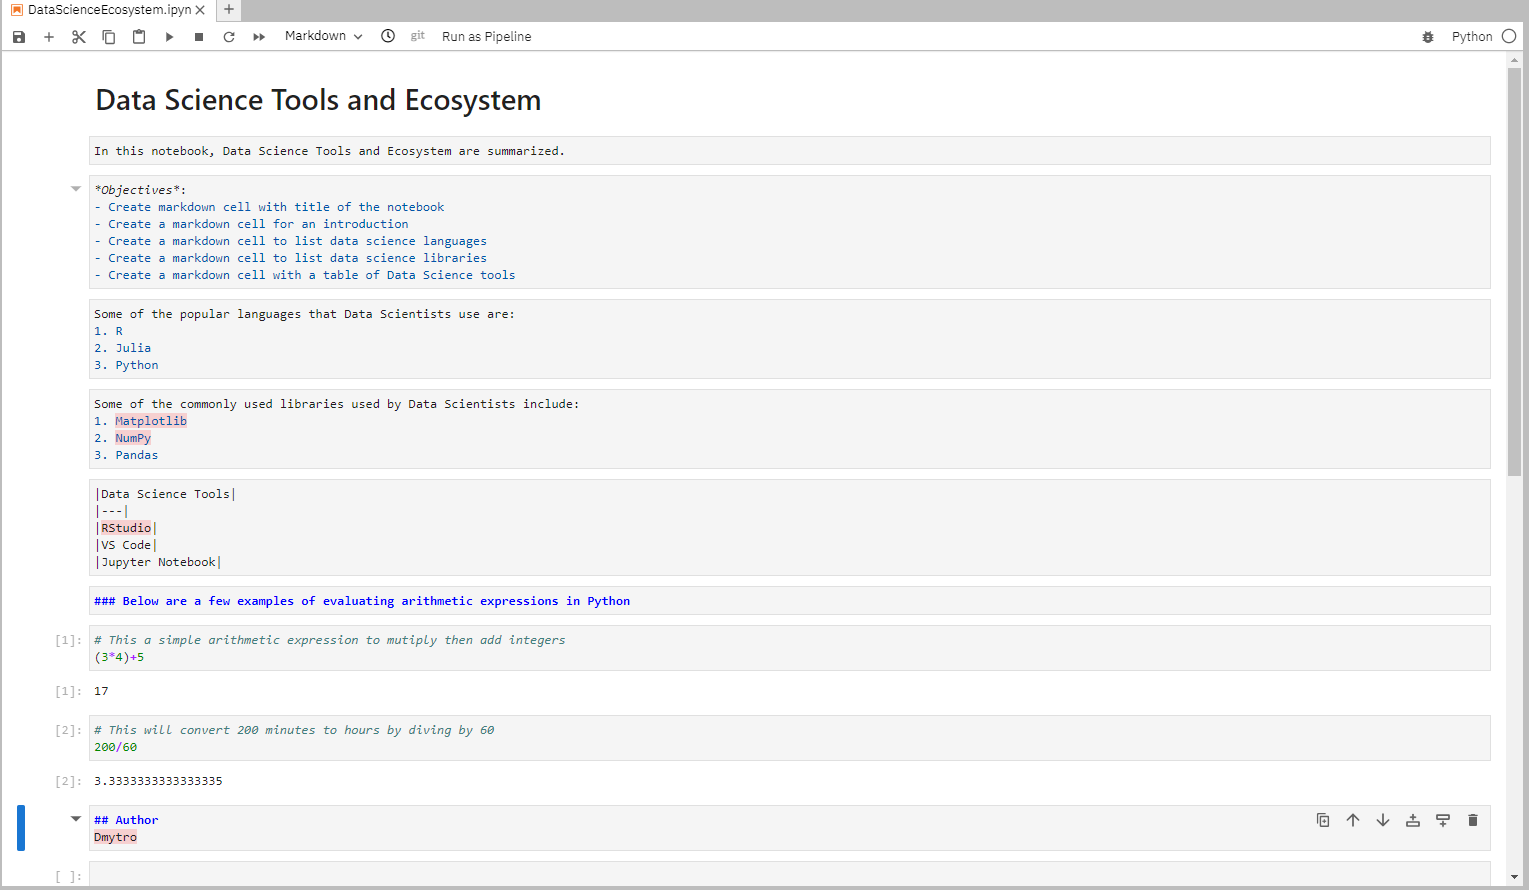 DataScienceEcosystem.ipyn
Markdown git Run as Pipeline Python
Data Science Tools and Ecosystem
In this notebook, Data Science Tools and Ecosystem are summarized.
*Objectives*:
- Create markdown cell with title of the notebook
- Create a markdown cell for an introduction
- Create a markdown cell to list data science languages
- Create a markdown cell to list data science libraries
- Create a markdown cell with a table of Data Science tools
Some of the popular languages that Data Scientists use are:
1. R
2. Julia
3. Python
Some of the commonly used libraries used by Data Scientists include:
1. Matplotlib
2. NumPy
3. Pandas
|Data Science Tools|
|---|
|RStudio|
|VS Code|
|Jupyter Notebook|
### Below are a few examples of evaluating arithmetic expressions in Python
[1]: # This a simple arithmetic expression to mutiply then add integers
(3*4)+5
[1]: 17
[2]: # This will convert 200 minutes to hours by diving by 60
200/60
[2]: 3.3333333333333335
## Author
Dmytro
[ ]: